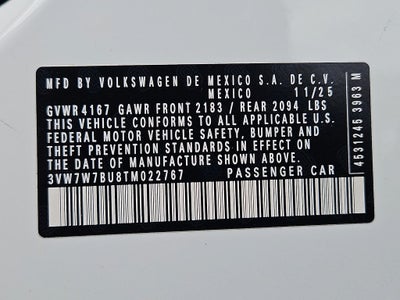 MFD BY VOLKSWAGEN DE MEXICO S.A. DE C.V.
MEXICO 11/25
GVWR 4167 GAWR FRONT 2183 / REAR 2094 LBS
THIS VEHICLE CONFORMS TO ALL APPLICABLE U.S.
FEDERAL MOTOR VEHICLE SAFETY, BUMPER AND
THEFT PREVENTION STANDARDS IN EFFECT ON
THE DATE OF MANUFACTURE SHOWN ABOVE
3VW7W7BU8TM022767 PASSENGER CAR
4531245 3963 M